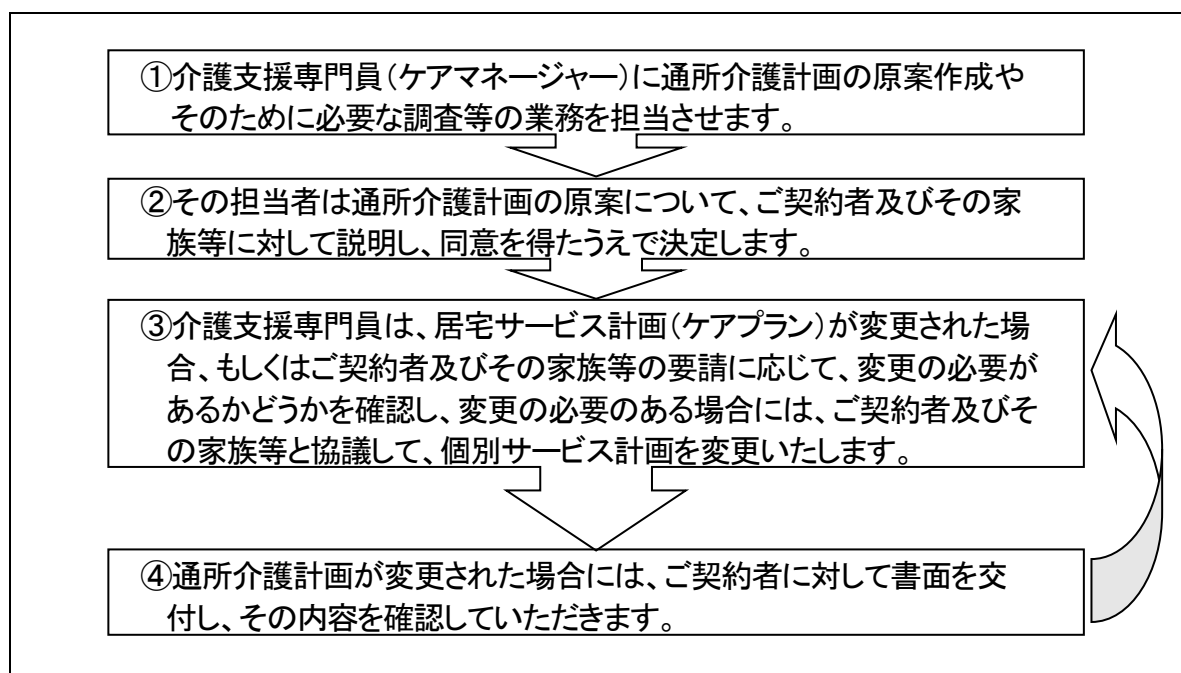 ①介護支援専門員（ケアマネージャー）に通所介護計画の原案作成や
そのために必要な調査等の業務を担当させます。
②その担当者は通所介護計画の原案について、ご契約者及びその家
族等に対して説明し、同意を得たうえで決定します。
③介護支援専門員は、居宅サービス計画（ケアプラン）が変更された場
合、もしくはご契約者及びその家族等の要請に応じて、変更の必要が
あるかどうかを確認し、変更の必要のある場合には、ご契約者及びそ
の家族等と協議して、個別サービス計画を変更いたします。
④通所介護計画が変更された場合には、ご契約者に対して書面を交
付し、その内容を確認していただきます。